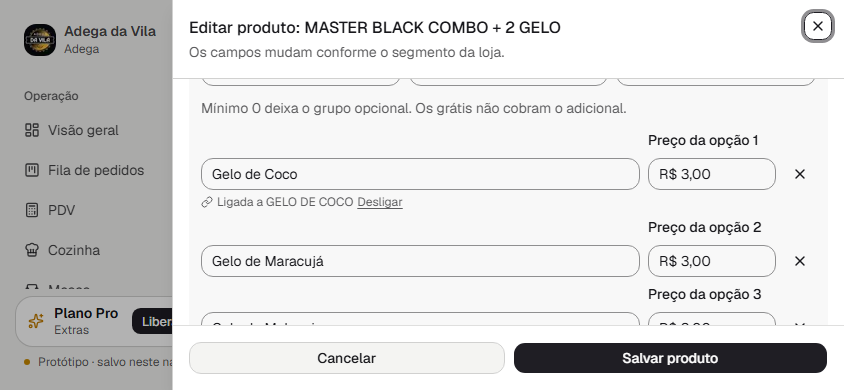 Adega da Vila
Adega
Operação
Visão geral
Fila de pedidos
PDV
Cozinha
Plano Pro
Extras
Protótipo · salvo neste
Editar produto: MASTER BLACK COMBO + 2 GELO
Os campos mudam conforme o segmento da loja.
Mínimo 0 deixa o grupo opcional. Os grátis não cobram o adicional.
Preço da opção 1
Gelo de Coco
R$ 3,00
Ligada a GELO DE COCO Desligar
Preço da opção 2
Gelo de Maracujá
R$ 3,00
Preço da opção 3
Cancelar
Salvar produto